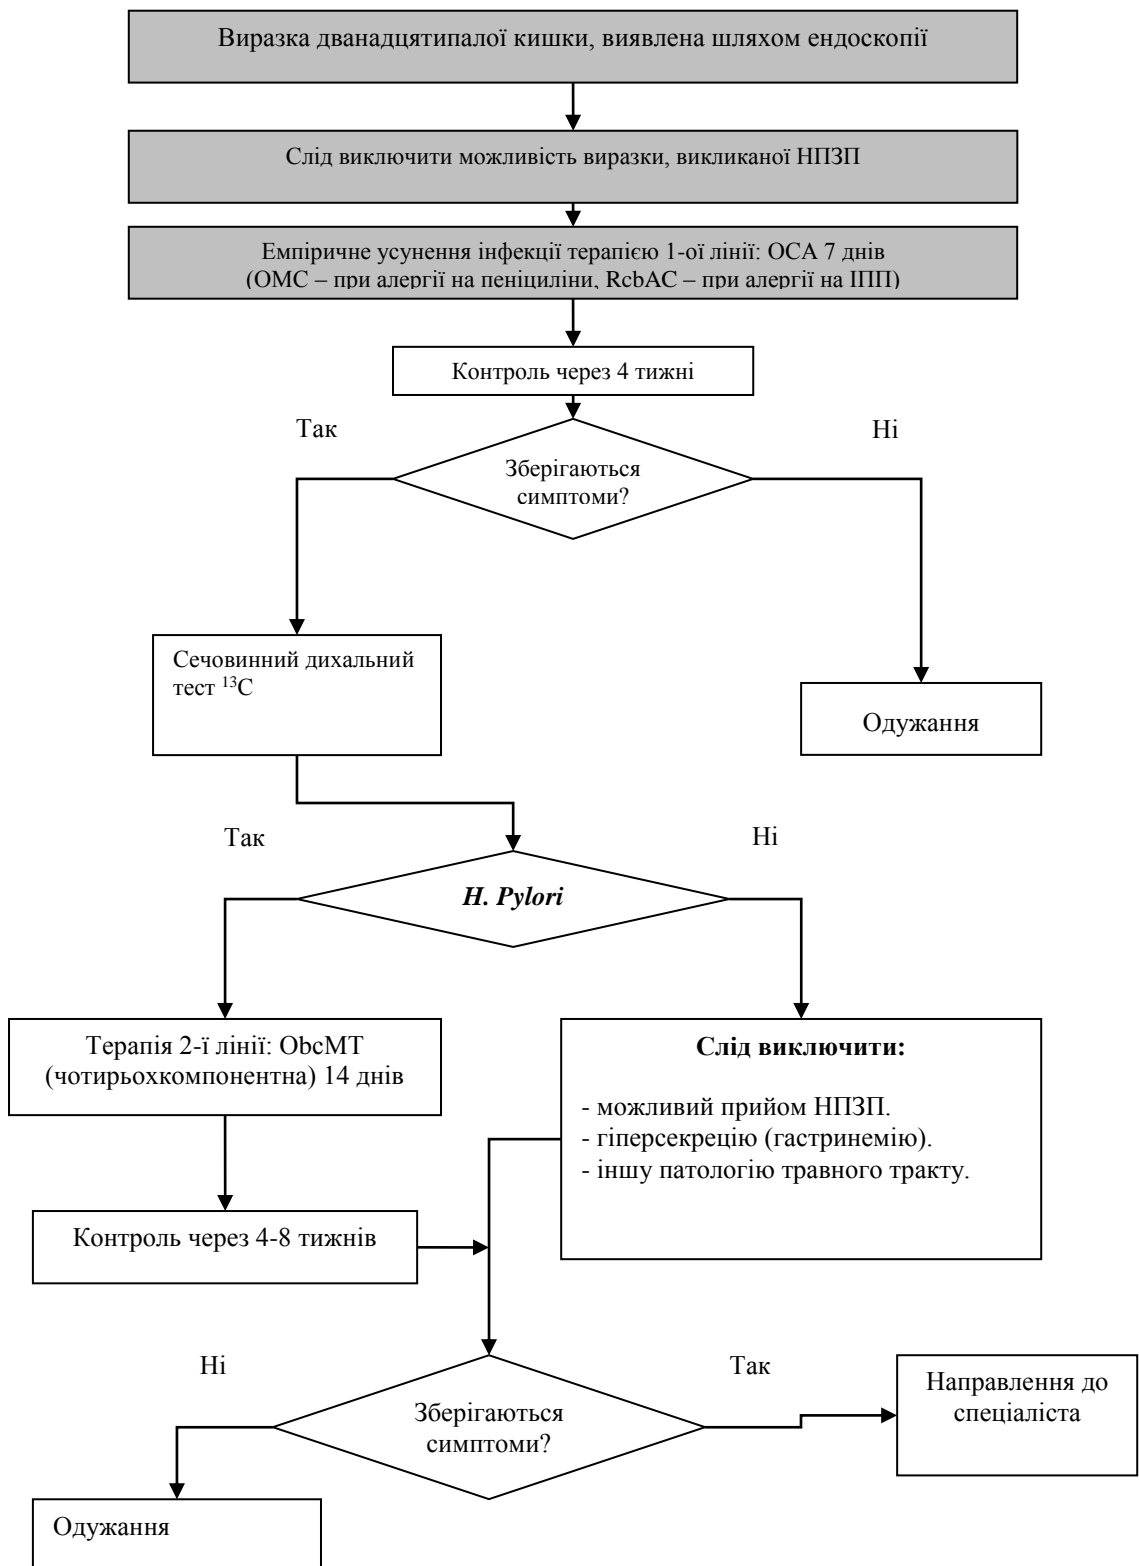 Виразка дванадцятипалої кишки, виявлена шляхом ендоскопії
Слід виключити можливість виразки, викликаної НПЗП
Емпіричне усунення інфекції терапією 1-ої лінії: ОСА 7 днів
(ОМС – при алергії на пеніциліни, RcbAC – при алергії на ІПП)
Контроль через 4 тижні
Так
Ні
Зберігаються
симптоми?
Сечовинний дихальний
тест ¹³С
Одужання
Так
Ні
H. Pylori
Терапія 2-ї лінії: ObcMT
(чотирьохкомпонентна) 14 днів
Слід виключити:
- можливий прийом НПЗП.
- гіперсекрецію (гастринемію).
- іншу патологію травного тракту.
Контроль через 4-8 тижнів
Ні
Так
Зберігаються
симптоми?
Направлення до
спеціаліста
Одужання